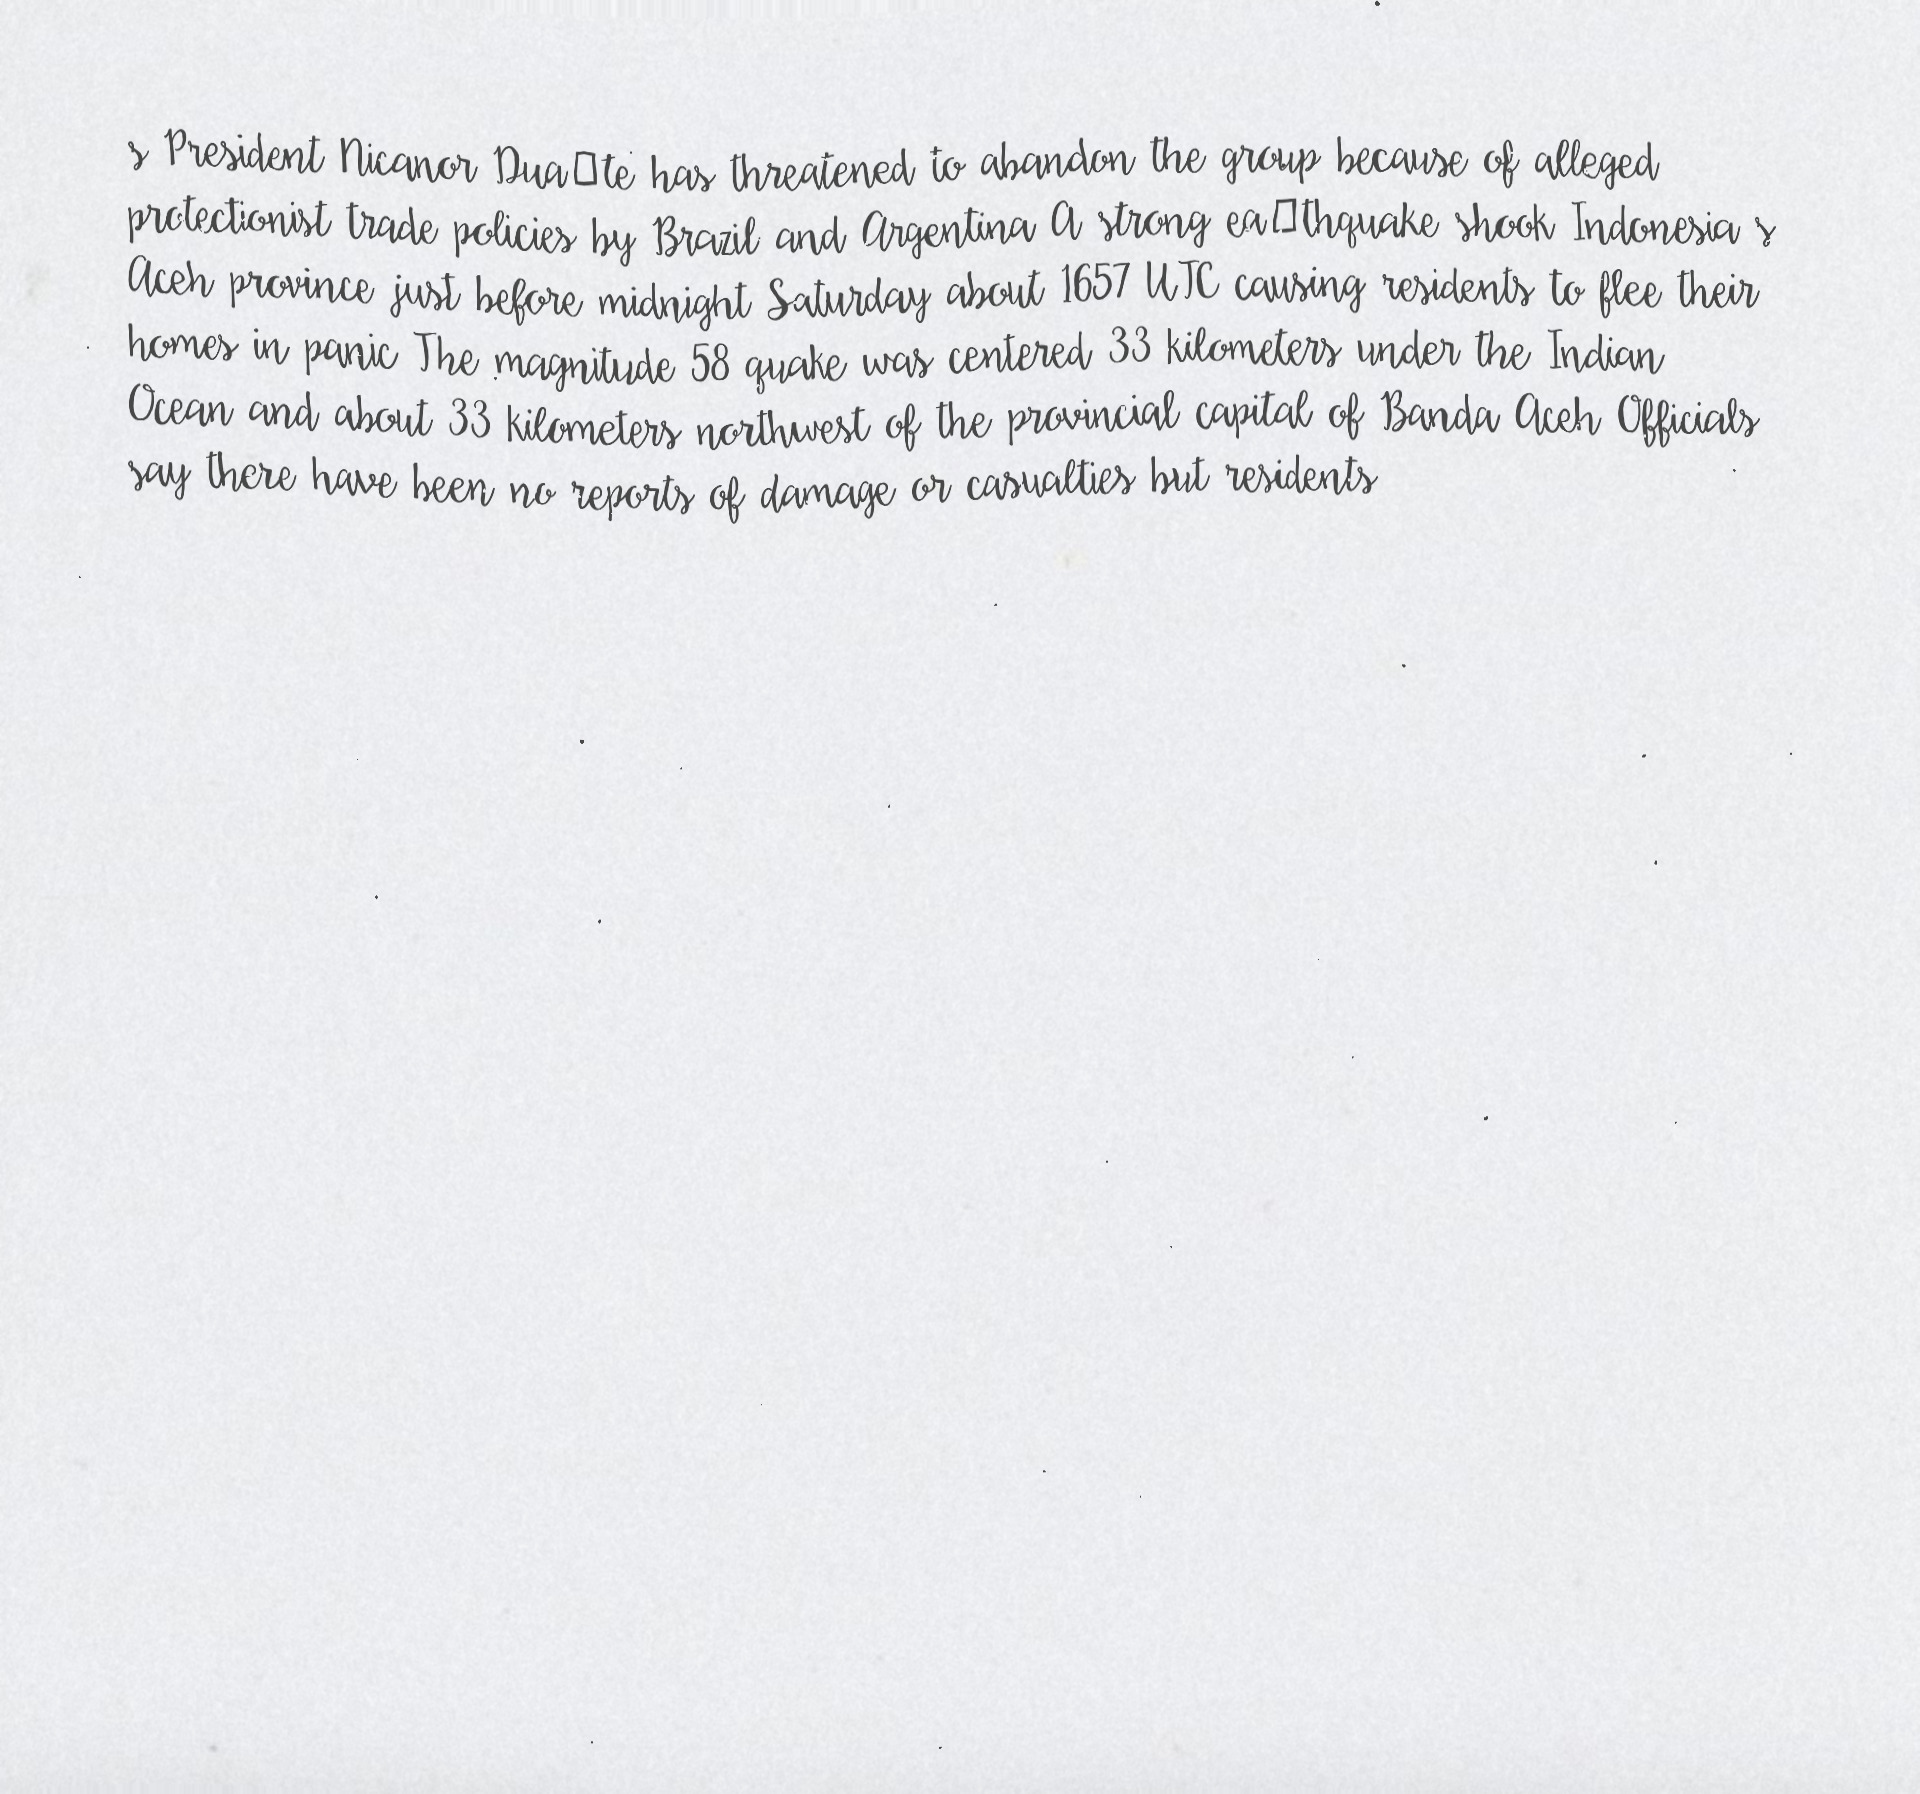 s President Nicanor Dua□te has threatened to abandon the group because of alleged
protectionist trade policies by Brazil and Argentina A strong ea□thquake shook Indonesia s
Aceh province just before midnight Saturday about 1657 UTC causing residents to flee their
homes in panic The magnitude 58 quake was centered 33 kilometers under the Indian
Ocean and about 33 kilometers northwest of the provincial capital of Banda Aceh Officials
say there have been no reports of damage or casualties but residents